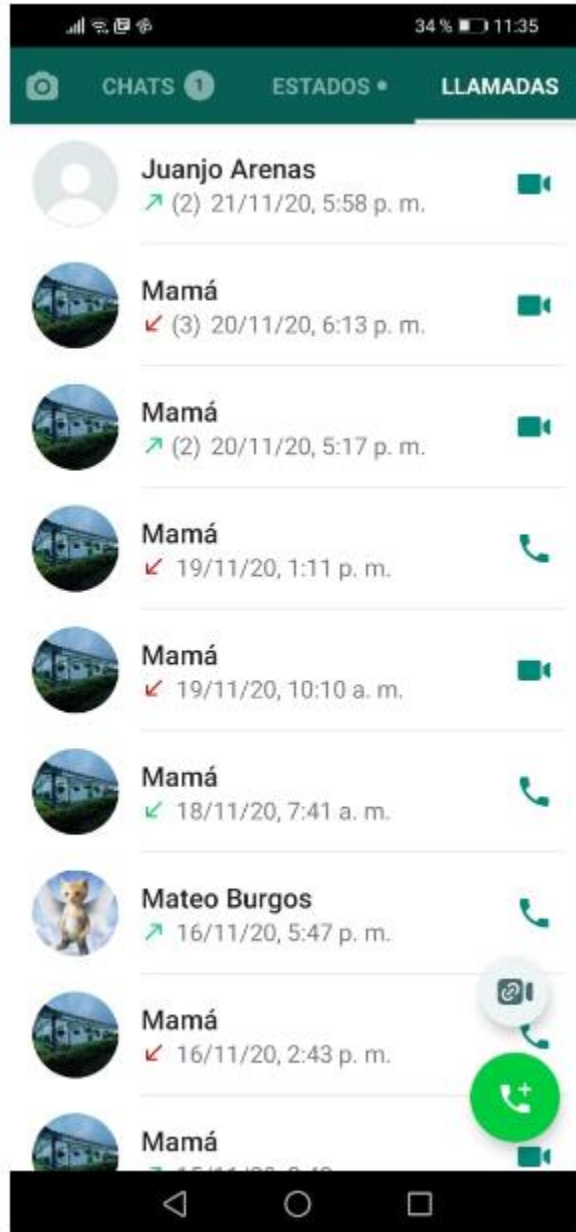 34 % 11:35
CHATS 1 ESTADOS • LLAMADAS
Juanjo Arenas
(2) 21/11/20, 5:58 p. m.
Mamá
(3) 20/11/20, 6:13 p. m.
Mamá
(2) 20/11/20, 5:17 p. m.
Mamá
19/11/20, 1:11 p. m.
Mamá
19/11/20, 10:10 a. m.
Mamá
18/11/20, 7:41 a. m.
Mateo Burgos
16/11/20, 5:47 p. m.
Mamá
16/11/20, 2:43 p. m.
Mamá